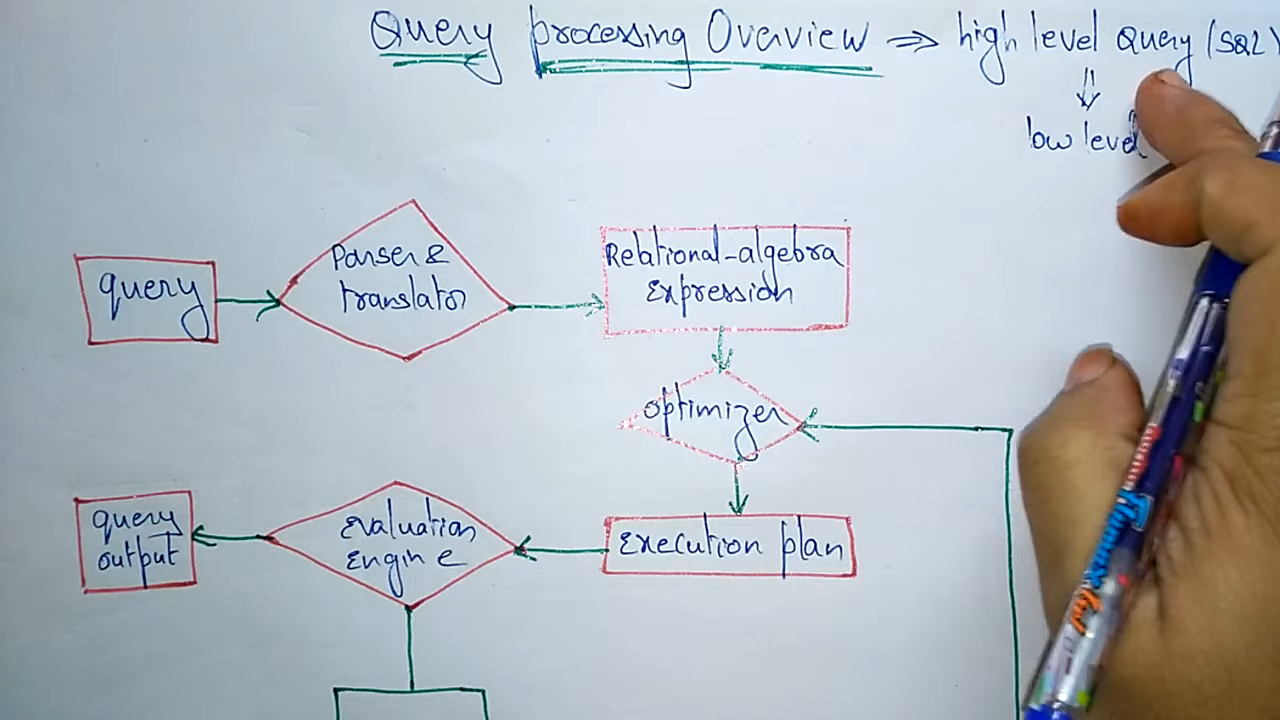 Query processing Overview ⇒ high level Query (SQL)
⇓
low level
query
Parser &
translator
Relational-algebra
Expression
optimizer
Execution plan
Evaluation
Engine
query
output